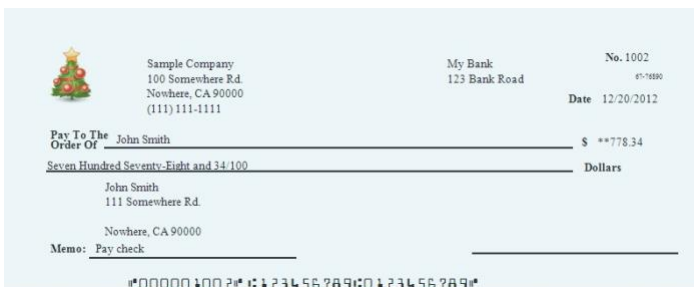 Sample Company
100 Somewhere Rd.
Nowhere, CA 90000
(111) 111-1111
My Bank
123 Bank Road
No. 1002
67-76890
Date 12/20/2012
Pay To The
Order Of John Smith
$ **778.34
Seven Hundred Seventy-Eight and 34/100
Dollars
John Smith
111 Somewhere Rd.
Nowhere, CA 90000
Memo: Pay check
⑈00001002⑈ ⑆123456789⑆0123456789⑈